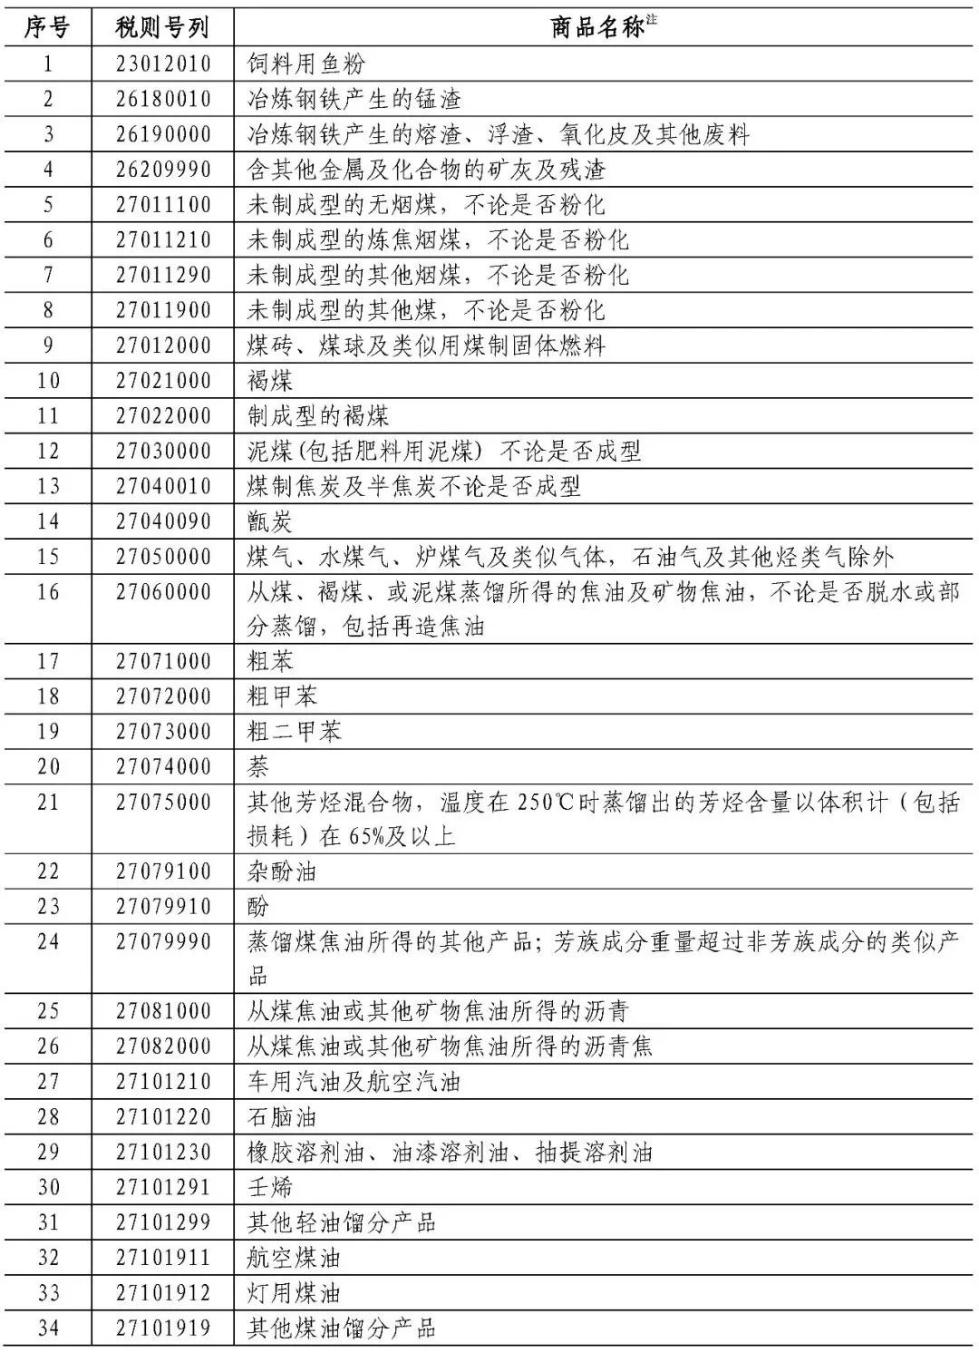 序号 税则号列 商品名称注
1 23012010 饲料用鱼粉
2 26180010 冶炼钢铁产生的锰渣
3 26190000 冶炼钢铁产生的熔渣、浮渣、氧化皮及其他废料
4 26209990 含其他金属及化合物的矿灰及残渣
5 27011100 未制成型的无烟煤，不论是否粉化
6 27011210 未制成型的炼焦烟煤，不论是否粉化
7 27011290 未制成型的其他烟煤，不论是否粉化
8 27011900 未制成型的其他煤，不论是否粉化
9 27012000 煤砖、煤球及类似用煤制固体燃料
10 27021000 褐煤
11 27022000 制成型的褐煤
12 27030000 泥煤(包括肥料用泥煤) 不论是否成型
13 27040010 煤制焦炭及半焦炭不论是否成型
14 27040090 甑炭
15 27050000 煤气、水煤气、炉煤气及类似气体，石油气及其他烃类气除外
16 27060000 从煤、褐煤、或泥煤蒸馏所得的焦油及矿物焦油，不论是否脱水或部
分蒸馏，包括再造焦油
17 27071000 粗苯
18 27072000 粗甲苯
19 27073000 粗二甲苯
20 27074000 萘
21 27075000 其他芳烃混合物，温度在 250℃时蒸馏出的芳烃含量以体积计（包括
损耗）在 65%及以上
22 27079100 杂酚油
23 27079910 酚
24 27079990 蒸馏煤焦油所得的其他产品；芳族成分重量超过非芳族成分的类似产
品
25 27081000 从煤焦油或其他矿物焦油所得的沥青
26 27082000 从煤焦油或其他矿物焦油所得的沥青焦
27 27101210 车用汽油及航空汽油
28 27101220 石脑油
29 27101230 橡胶溶剂油、油漆溶剂油、抽提溶剂油
30 27101291 壬烯
31 27101299 其他轻油馏分产品
32 27101911 航空煤油
33 27101912 灯用煤油
34 27101919 其他煤油馏分产品